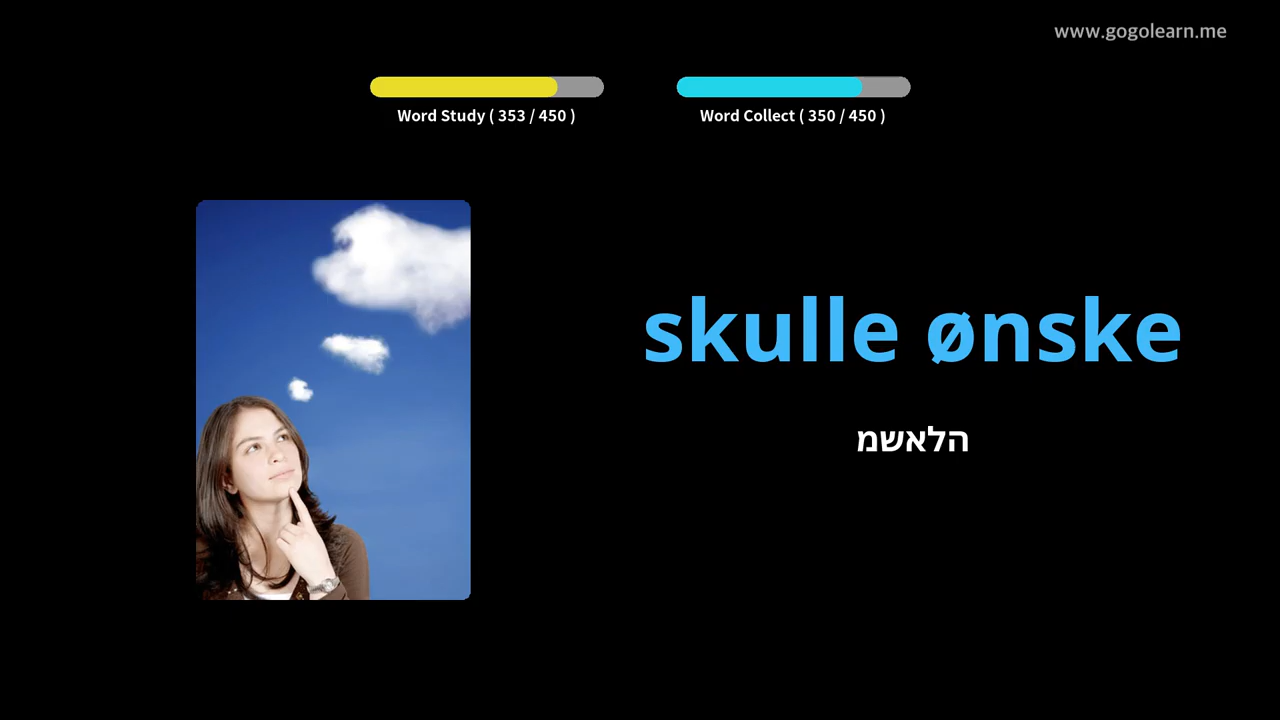 www.gogolearn.me
Word Study ( 353 / 450 )
Word Collect ( 350 / 450 )
skulle ønske
הלאשמ